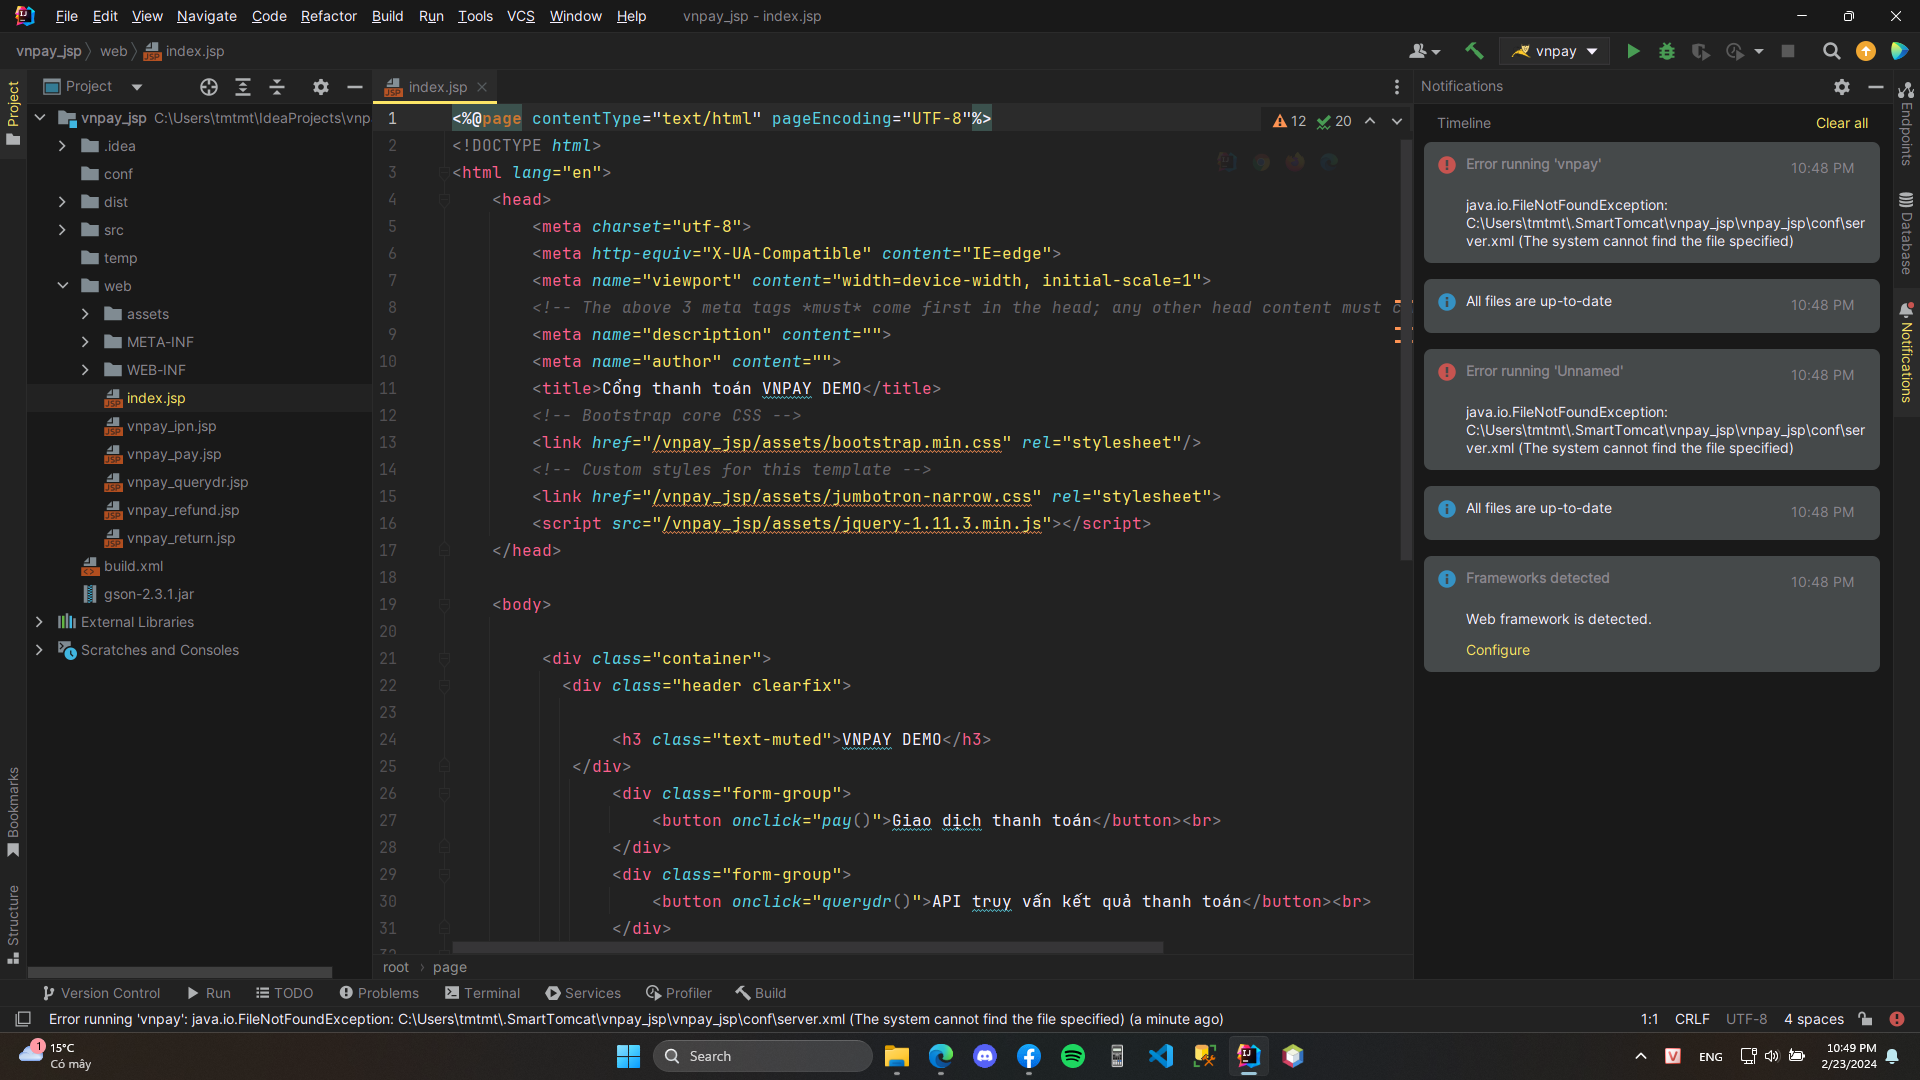 File Edit View Navigate Code Refactor Build Run Tools VCS Window Help vnpay_jsp - index.jsp
vnpay_jsp web index.jsp
vnpay
Project
index.jsp
Notifications
Project
vnpay_jsp C:\Users\tmtmt\IdeaProjects\vnp
.idea
conf
dist
src
temp
web
assets
META-INF
WEB-INF
index.jsp
vnpay_ipn.jsp
vnpay_pay.jsp
vnpay_querydr.jsp
vnpay_refund.jsp
vnpay_return.jsp
build.xml
gson-2.3.1.jar
External Libraries
Scratches and Consoles
Bookmarks
Structure
12 20
1 <%@page contentType="text/html" pageEncoding="UTF-8"%>
2 <!DOCTYPE html>
3 <html lang="en">
4 <head>
5 <meta charset="utf-8">
6 <meta http-equiv="X-UA-Compatible" content="IE=edge">
7 <meta name="viewport" content="width=device-width, initial-scale=1">
8 <!-- The above 3 meta tags *must* come first in the head; any other head content must
9 <meta name="description" content="">
10 <meta name="author" content="">
11 <title>Cổng thanh toán VNPAY DEMO</title>
12 <!-- Bootstrap core CSS -->
13 <link href="/vnpay_jsp/assets/bootstrap.min.css" rel="stylesheet"/>
14 <!-- Custom styles for this template -->
15 <link href="/vnpay_jsp/assets/jumbotron-narrow.css" rel="stylesheet">
16 <script src="/vnpay_jsp/assets/jquery-1.11.3.min.js"></script>
17 </head>
18
19 <body>
20
21 <div class="container">
22 <div class="header clearfix">
23
24 <h3 class="text-muted">VNPAY DEMO</h3>
25 </div>
26 <div class="form-group">
27 <button onclick="pay()">Giao dịch thanh toán</button><br>
28 </div>
29 <div class="form-group">
30 <button onclick="querydr()">API truy vấn kết quả thanh toán</button><br>
31 </div>
root page
Timeline Clear all
Error running 'vnpay' 10:48 PM
java.io.FileNotFoundException:
C:\Users\tmtmt\.SmartTomcat\vnpay_jsp\vnpay_jsp\conf\ser
ver.xml (The system cannot find the file specified)
All files are up-to-date 10:48 PM
Error running 'Unnamed' 10:48 PM
java.io.FileNotFoundException:
C:\Users\tmtmt\.SmartTomcat\vnpay_jsp\vnpay_jsp\conf\ser
ver.xml (The system cannot find the file specified)
All files are up-to-date 10:48 PM
Frameworks detected 10:48 PM
Web framework is detected.
Configure
Endpoints
Database
Notifications
Version Control Run TODO Problems Terminal Services Profiler Build
Error running 'vnpay': java.io.FileNotFoundException: C:\Users\tmtmt\.SmartTomcat\vnpay_jsp\vnpay_jsp\conf\server.xml (The system cannot find the file specified) (a minute ago) 1:1 CRLF UTF-8 4 spaces
1 15°C
Có mây
Search
ENG
10:49 PM
2/23/2024